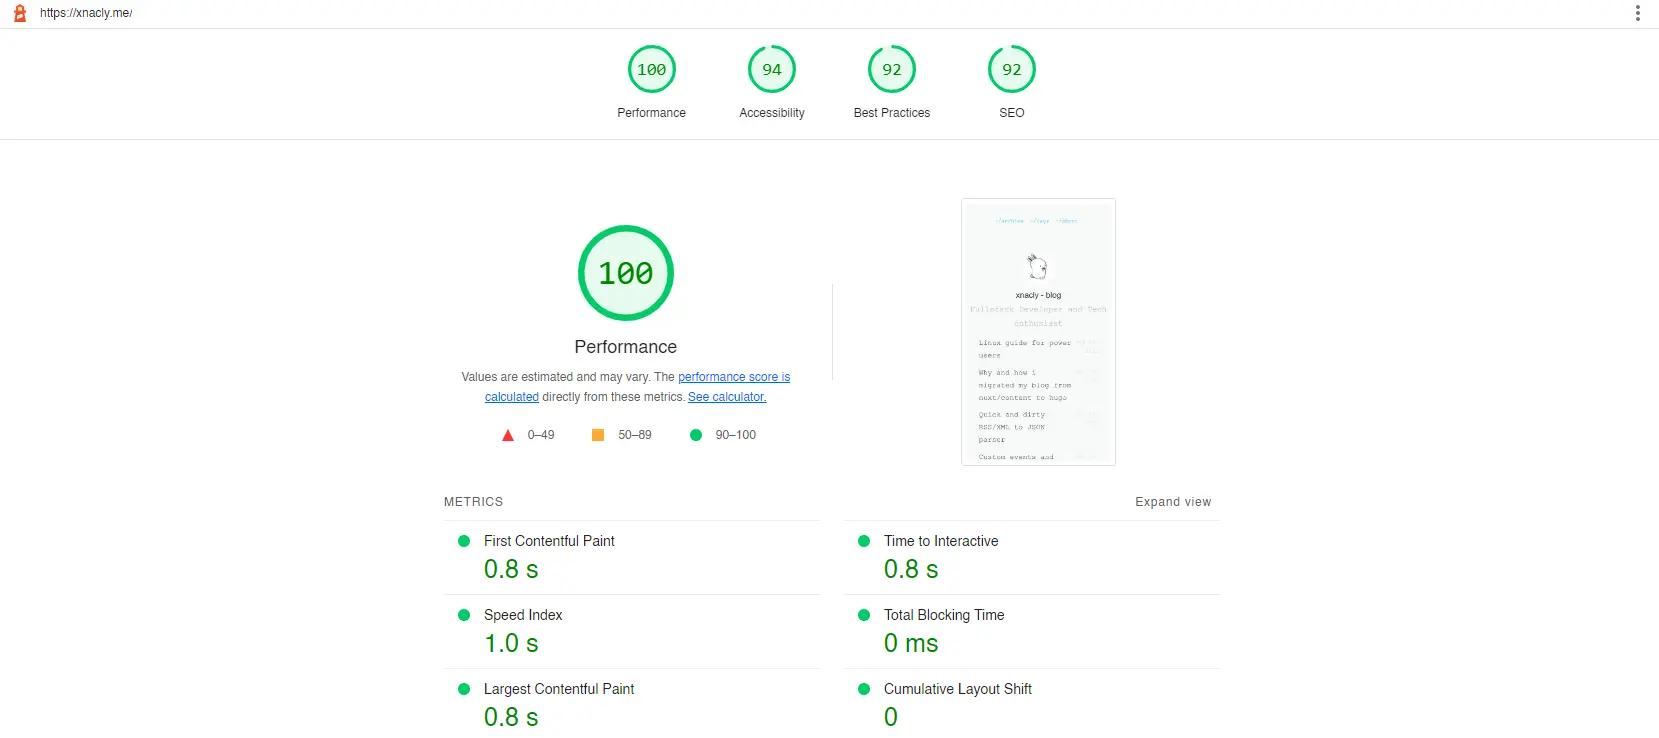 https://xnacly.me/
100
94
92
92
Performance
Accessibility
Best Practices
SEO
100
Performance
Values are estimated and may vary. The performance score is
calculated directly from these metrics. See calculator.
0–49
50–89
90–100
~/archive ~/tags ~/about
xnacly - blog
Fullstack Developer and Tech
enthusiast
Linux guide for power
users
Why and how i
migrated my blog from
nuxt/content to hugo
Quick and dirty
RSS/XML to JSON
parser
Custom events and
METRICS
Expand view
First Contentful Paint
0.8 s
Time to Interactive
0.8 s
Speed Index
1.0 s
Total Blocking Time
0 ms
Largest Contentful Paint
0.8 s
Cumulative Layout Shift
0